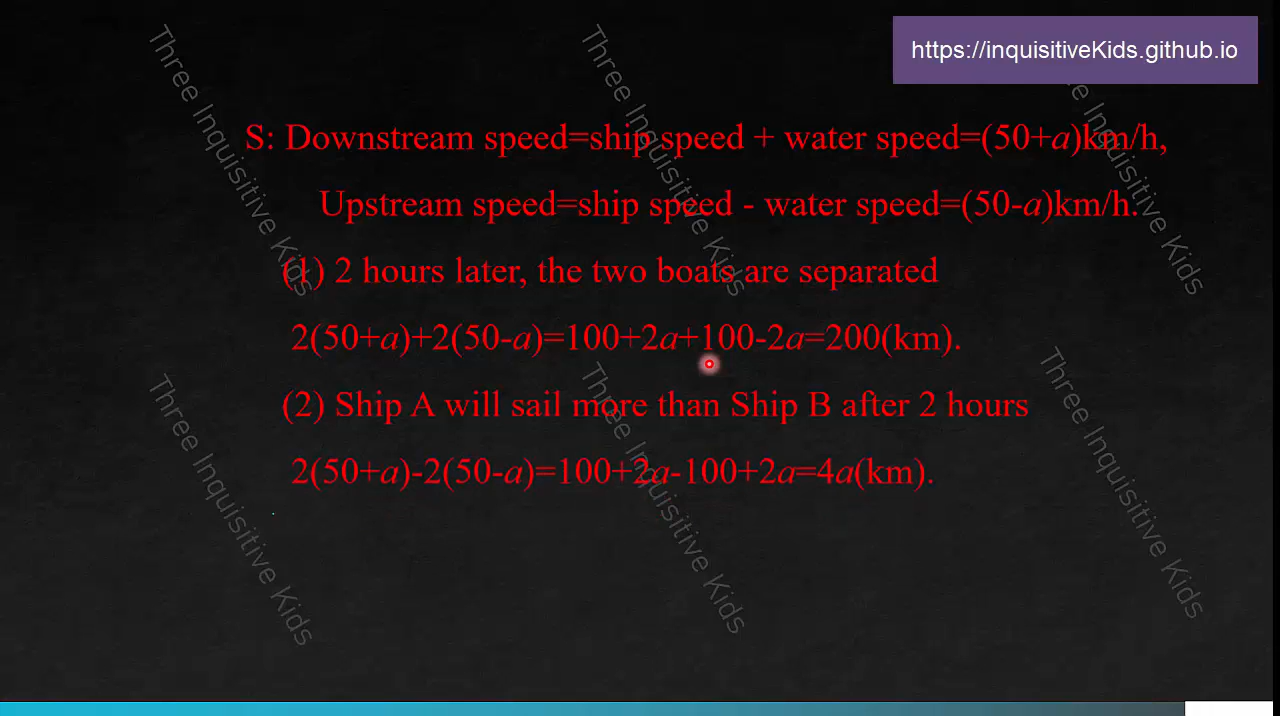 https://inquisitiveKids.github.io
S: Downstream speed=ship speed + water speed=(50+a)km/h,
Upstream speed=ship speed - water speed=(50-a)km/h.
(1) 2 hours later, the two boats are separated
2(50+a)+2(50-a)=100+2a+100-2a=200(km).
(2) Ship A will sail more than Ship B after 2 hours
2(50+a)-2(50-a)=100+2a-100+2a=4a(km).
Three Inquisitive Kids
Three Inquisitive Kids
Three Inquisitive Kids
Three Inquisitive Kids
Three Inquisitive Kids
Three Inquisitive Kids